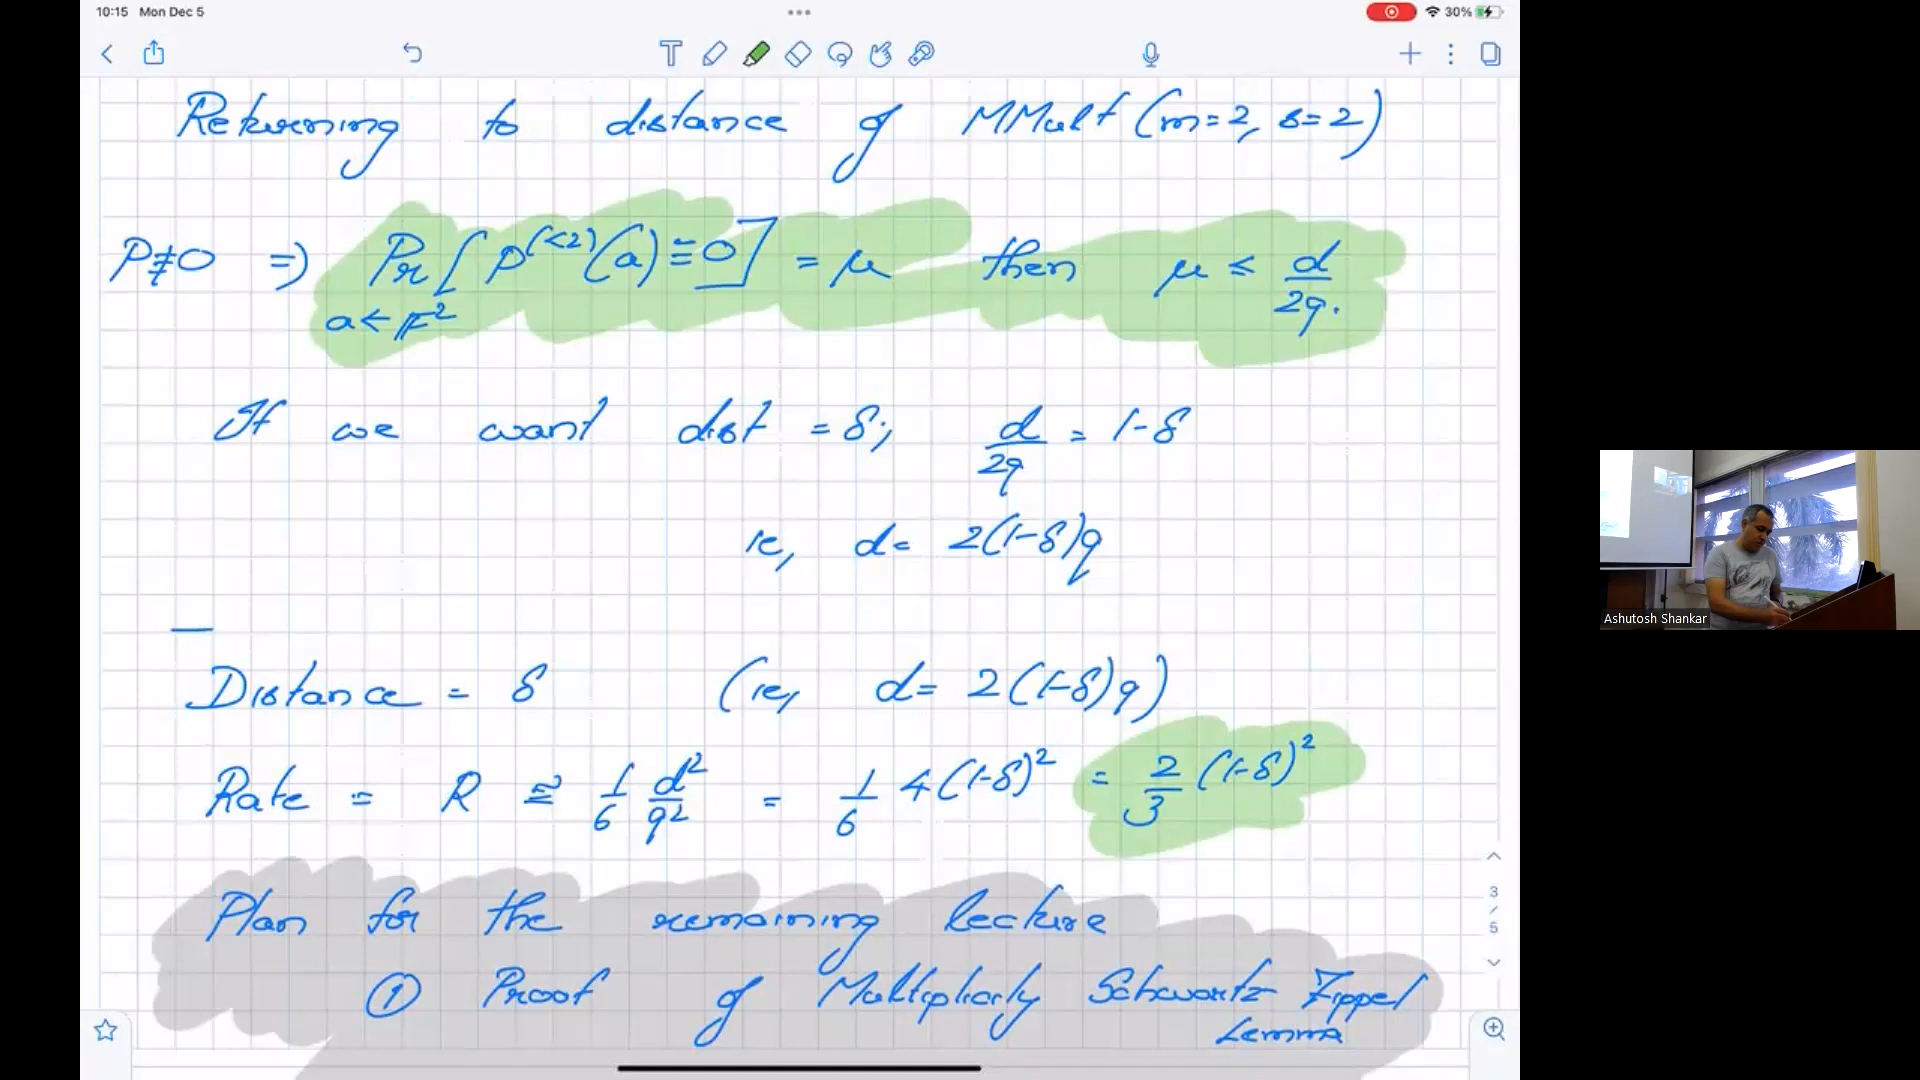 10:15 Mon Dec 5
30%
Returning to distance of MMult (m=2, s=2)
P≢0 ⇒ Pr[P^(<2)(a) ≡ 0] = μ then μ ≤ d/2q.
a←F²
If we want dist = δ; d/2q = 1-δ
ie, d = 2(1-δ)q
Distance = δ (ie, d = 2(1-δ)q)
Rate = R ≅ 1/6 d²/q² = 1/6 4(1-δ)² = 2/3 (1-δ)²
Plan for the remaining lecture
① Proof of Multiplicity Schwartz Zippel
Lemma
3
/
5
Ashutosh Shankar